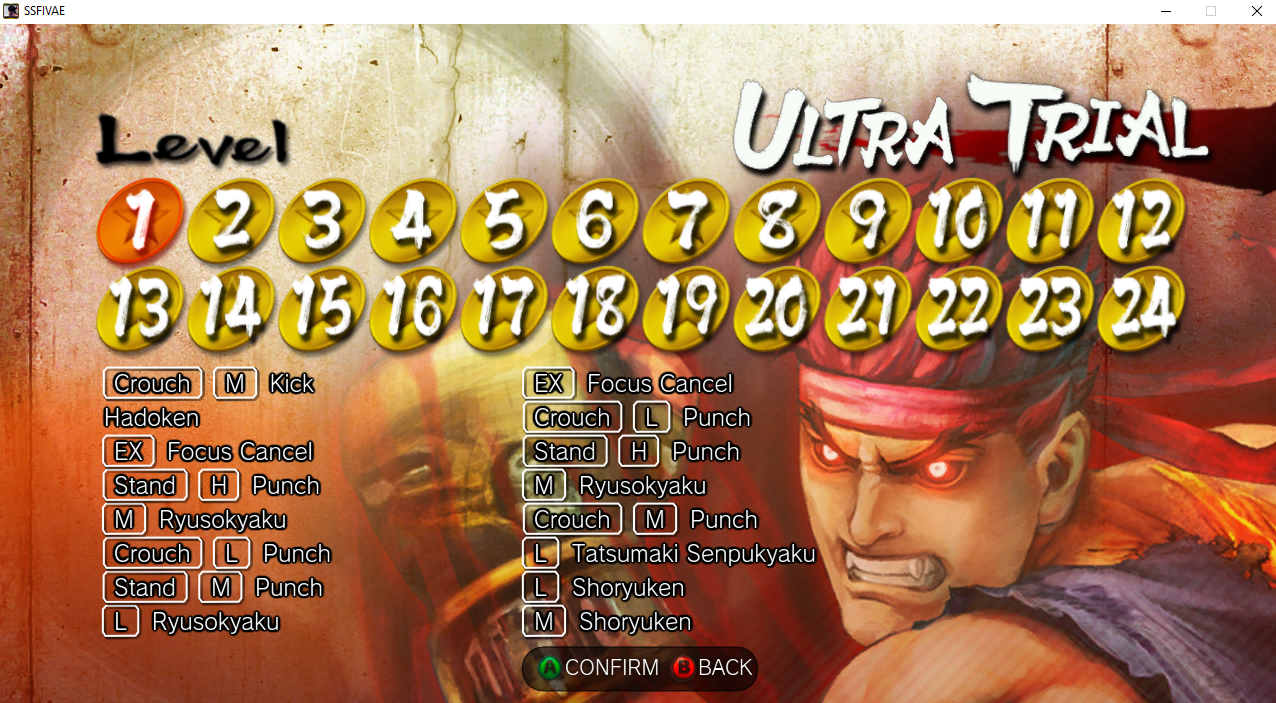 SSFIVAE
Level
ULTRA TRIAL
1 2 3 4 5 6 7 8 9 10 11 12
13 14 15 16 17 18 19 20 21 22 23 24
Crouch M Kick
Hadoken
EX Focus Cancel
Stand H Punch
M Ryusokyaku
Crouch L Punch
Stand M Punch
L Ryusokyaku
EX Focus Cancel
Crouch L Punch
Stand H Punch
M Ryusokyaku
Crouch M Punch
L Tatsumaki Senpukyaku
L Shoryuken
M Shoryuken
A CONFIRM B BACK